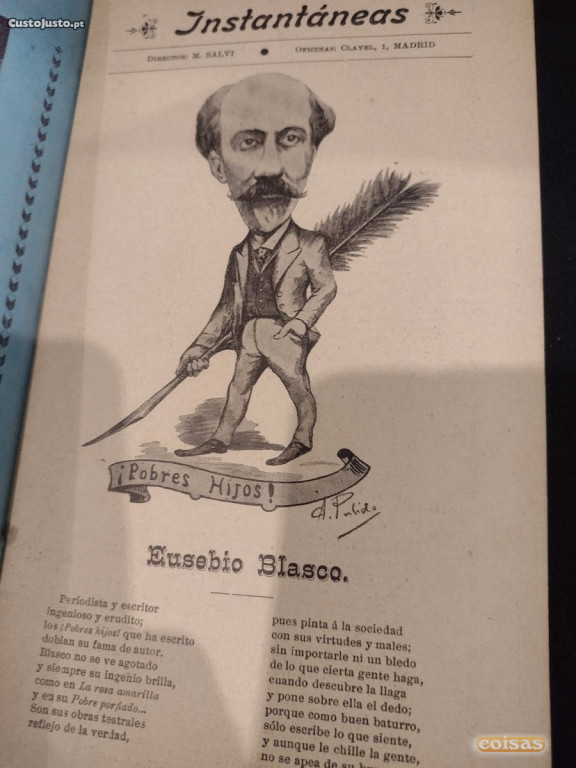 CustoJusto.pt
Instantáneas
DIRECTOR: M. SALVI • OFICINAS: CLAVEL, 1, MADRID
¡POBRES HIJOS!
Eusebio Blasco.
Periodista y escritor
ingenioso y erudito;
los ¡Pobres hijos! que ha escrito
doblan su fama de autor.
Blasco no se ve agotado
y siempre su ingenio brilla,
como en La rosa amarilla
y en su Pobre porfiado...
Son sus obras teatrales
reflejo de la verdad,
pues pinta á la sociedad
con sus virtudes y males;
sin importarle ni un bledo
de lo que cierta gente haga,
cuando descubre la llaga
y pone sobre ella el dedo;
porque como buen baturro,
sólo escribe lo que siente,
y aunque le chille la gente,
no se apea de su
coisas